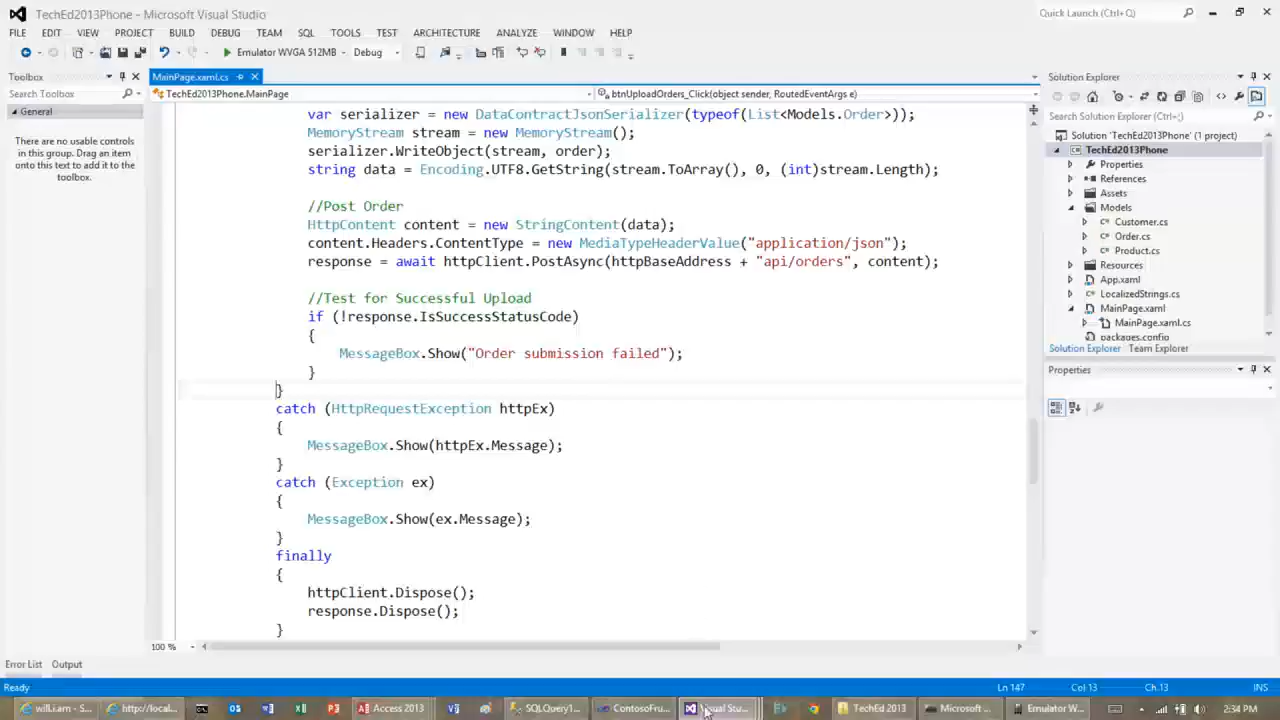 TechEd2013Phone - Microsoft Visual Studio
Quick Launch (Ctrl+Q)
FILE EDIT VIEW PROJECT BUILD DEBUG TEAM SQL TOOLS TEST ARCHITECTURE ANALYZE WINDOW HELP
Emulator WVGA 512MB Debug
Toolbox
Search Toolbox
General
There are no usable controls
in this group. Drag an item
onto this text to add it to the
toolbox.
MainPage.xaml.cs
TechEd2013Phone.MainPage
btnUploadOrders_Click(object sender, RoutedEventArgs e)
var serializer = new DataContractJsonSerializer(typeof(List<Models.Order>));
MemoryStream stream = new MemoryStream();
serializer.WriteObject(stream, order);
string data = Encoding.UTF8.GetString(stream.ToArray(), 0, (int)stream.Length);
//Post Order
HttpContent content = new StringContent(data);
content.Headers.ContentType = new MediaTypeHeaderValue("application/json");
response = await httpClient.PostAsync(httpBaseAddress + "api/orders", content);
//Test for Successful Upload
if (!response.IsSuccessStatusCode)
{
MessageBox.Show("Order submission failed");
}
}
catch (HttpRequestException httpEx)
{
MessageBox.Show(httpEx.Message);
}
catch (Exception ex)
{
MessageBox.Show(ex.Message);
}
finally
{
httpClient.Dispose();
response.Dispose();
}
100 %
Solution Explorer
Search Solution Explorer (Ctrl+;)
Solution 'TechEd2013Phone' (1 project)
TechEd2013Phone
Properties
References
Assets
Models
Customer.cs
Order.cs
Product.cs
Resources
App.xaml
LocalizedStrings.cs
MainPage.xaml
MainPage.xaml.cs
packages.config
Solution Explorer Team Explorer
Properties
Error List Output
Ready Ln 147 Col 13 Ch 13 INS
will.i.am - S... http://local... Access 2013 SQLQuery1... ContosoFru... Visual Stu... TechEd 2013 Microsoft ... Emulator W... 2:34 PM